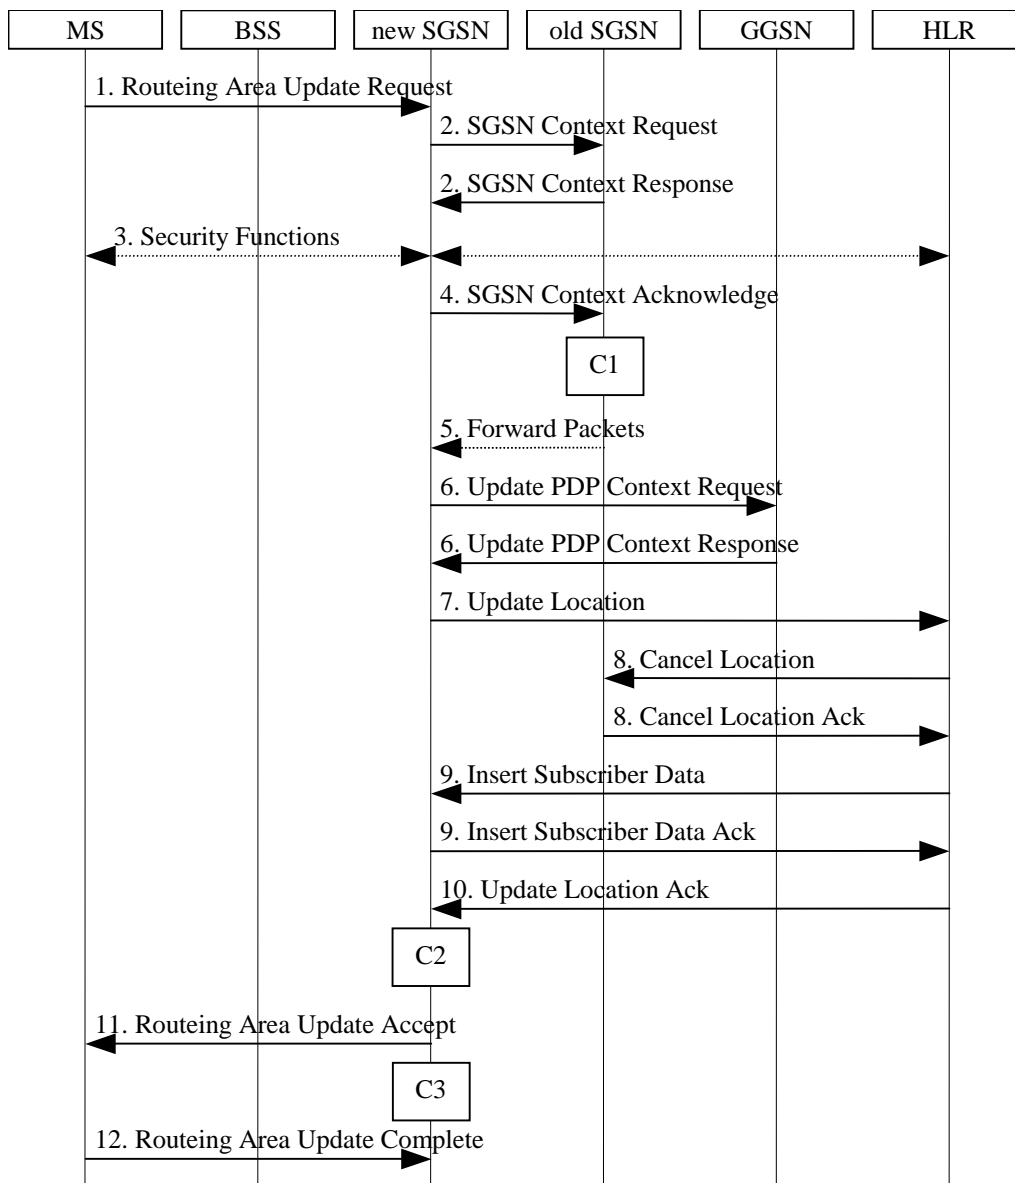 MS
BSS
new SGSN
old SGSN
GGSN
HLR
1. Routeing Area Update Request
2. SGSN Context Request
2. SGSN Context Response
3. Security Functions
4. SGSN Context Acknowledge
C1
5. Forward Packets
6. Update PDP Context Request
6. Update PDP Context Response
7. Update Location
8. Cancel Location
8. Cancel Location Ack
9. Insert Subscriber Data
9. Insert Subscriber Data Ack
10. Update Location Ack
C2
11. Routeing Area Update Accept
C3
12. Routeing Area Update Complete